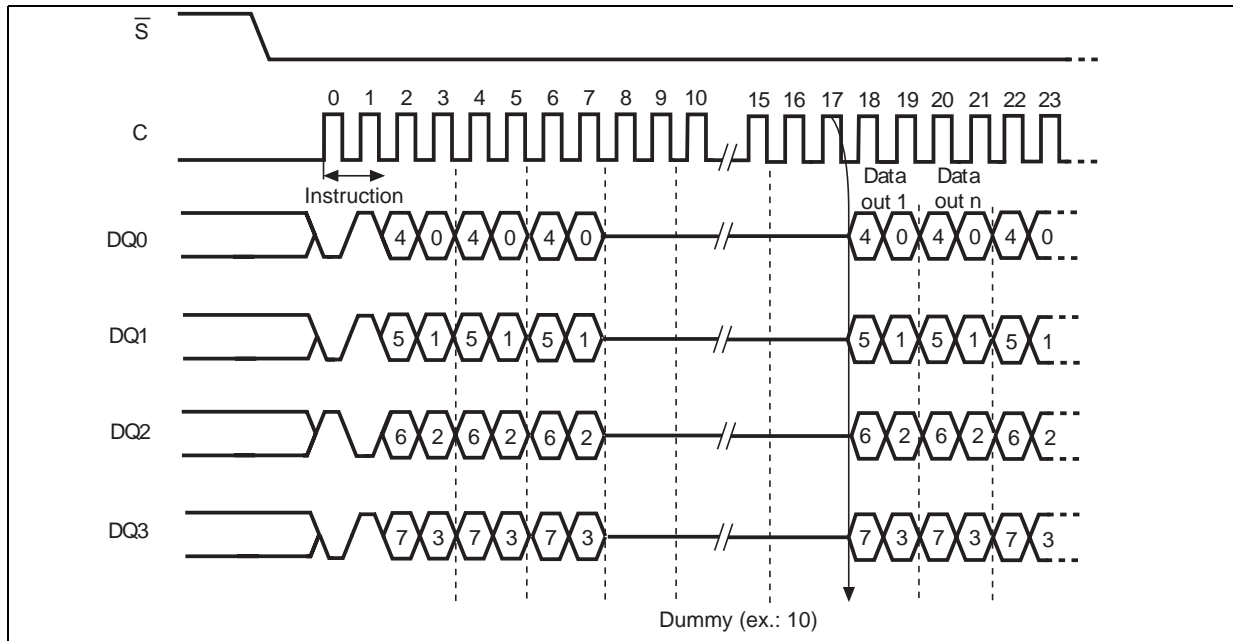 S
0 1 2 3 4 5 6 7 8 9 10 15 16 17 18 19 20 21 22 23
C
Instruction
Data out 1
Data out n
DQ0 4 0 4 0 4 0 4 0 4 0 4 0
DQ1 5 1 5 1 5 1 5 1 5 1 5 1
DQ2 6 2 6 2 6 2 6 2 6 2 6 2
DQ3 7 3 7 3 7 3 7 3 7 3 7 3
Dummy (ex.: 10)